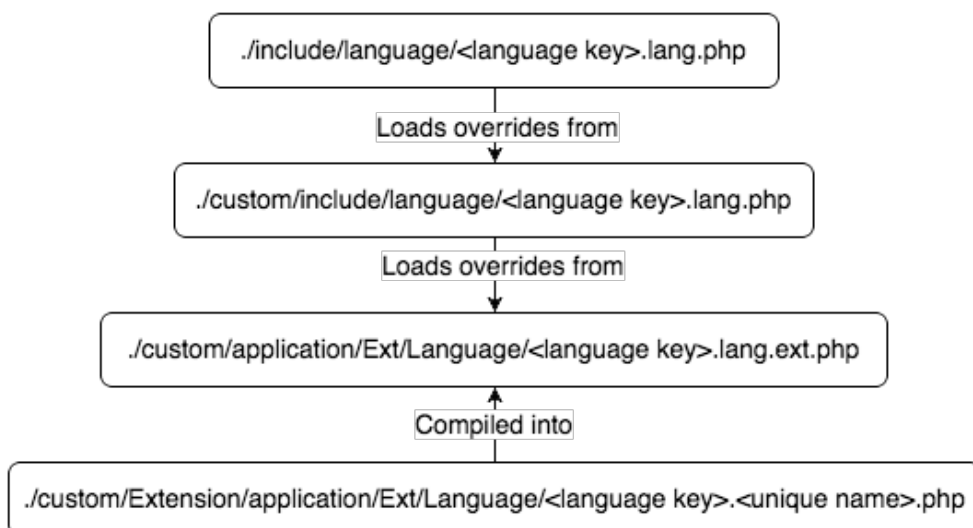 ./include/language/<language key>.lang.php
Loads overrides from
./custom/include/language/<language key>.lang.php
Loads overrides from
./custom/application/Ext/Language/<language key>.lang.ext.php
Compiled into
./custom/Extension/application/Ext/Language/<language key>.<unique name>.php